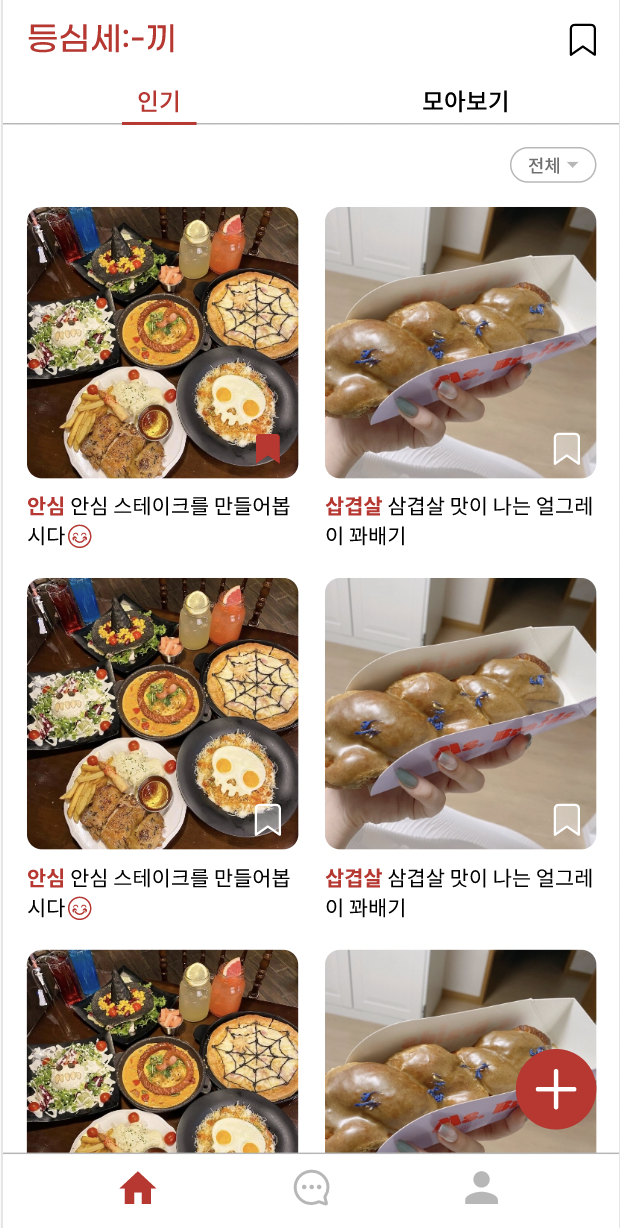 등심세:-끼
인기
모아보기
전체
안심 안심 스테이크를 만들어봅
시다
삽겹살 삼겹살 맛이 나는 얼그레
이 꽈배기
안심 안심 스테이크를 만들어봅
시다
삽겹살 삼겹살 맛이 나는 얼그레
이 꽈배기